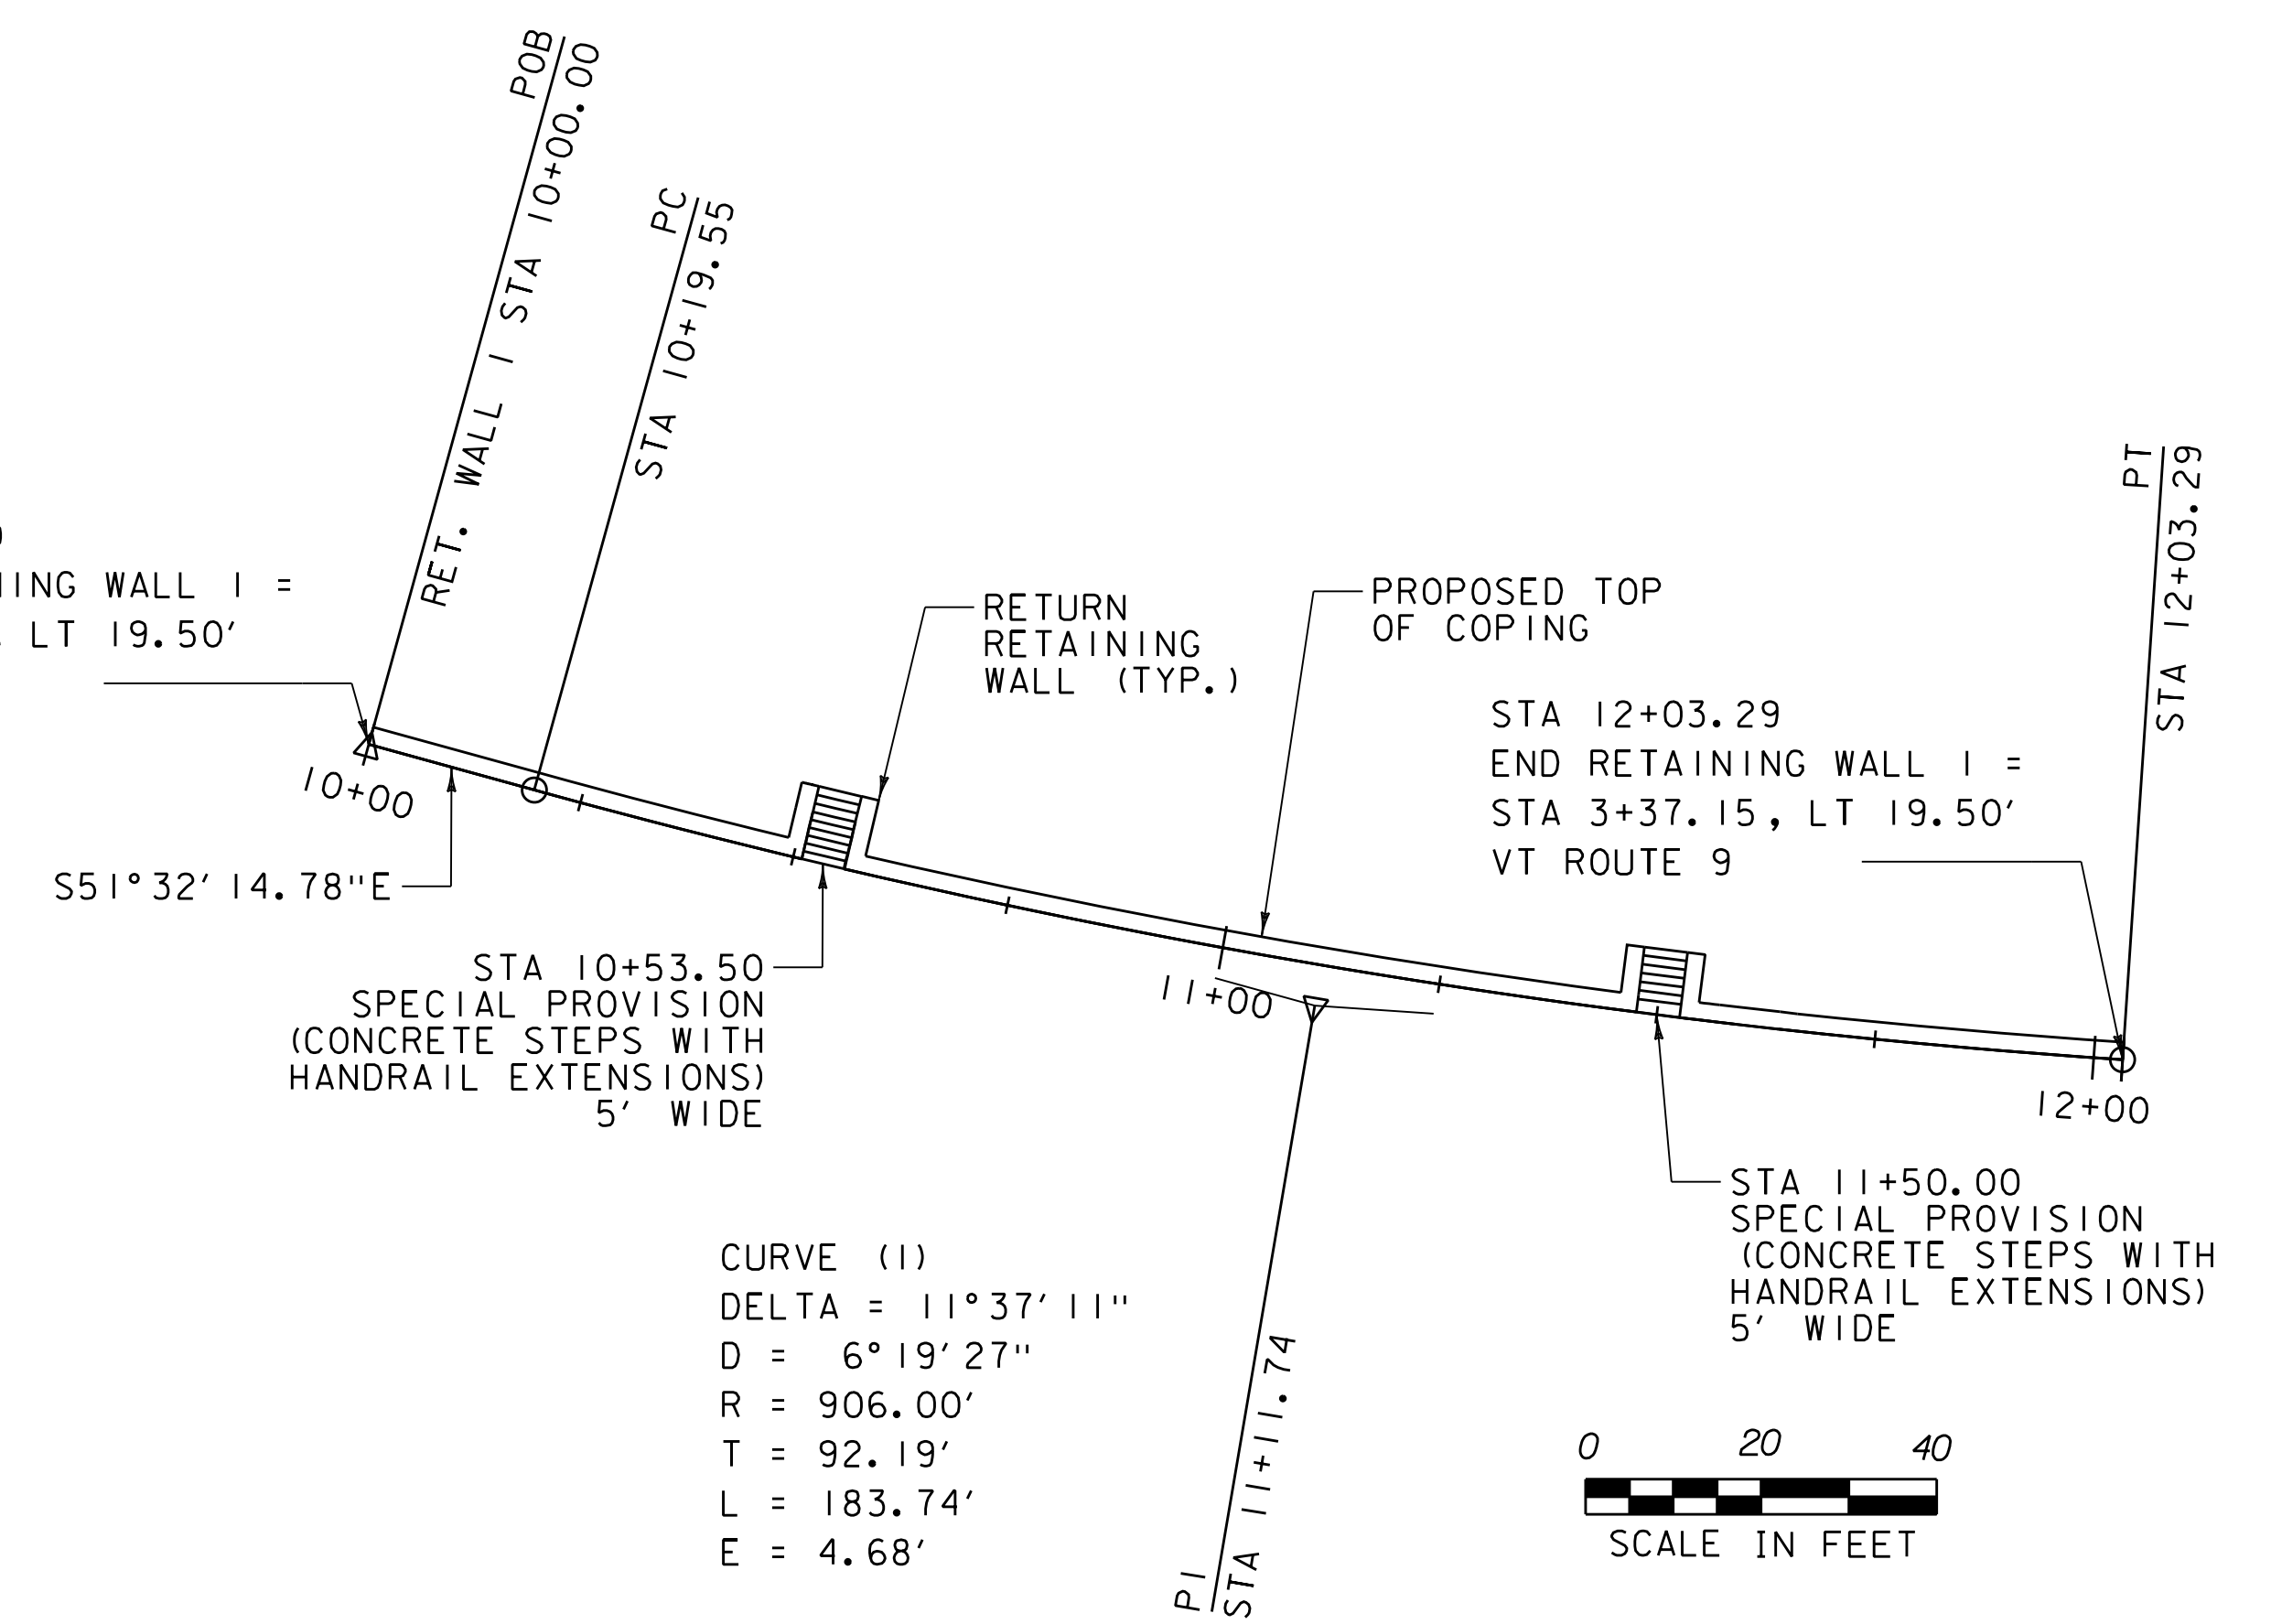 POB
RET. WALL 1 STA 10+00.00
PC
STA 10+19.55
PT
STA 12+03.29
WALL 1 =
LT 19.50'
RETURN
RETAINING
WALL (TYP.)
PROPOSED TOP
OF COPING
STA 12+03.29
END RETAINING WALL 1 =
STA 3+37.15, LT 19.50'
VT ROUTE 9
10+00
S51°32'14.78"E
STA 10+53.50
SPECIAL PROVISION
(CONCRETE STEPS WITH
HANDRAIL EXTENSIONS)
5' WIDE
11+00
12+00
STA 11+50.00
SPECIAL PROVISION
(CONCRETE STEPS WITH
HANDRAIL EXTENSIONS)
5' WIDE
CURVE (1)
DELTA = 11°37'11"
D = 6°19'27"
R = 906.00'
T = 92.19'
L = 183.74'
E = 4.68'
PI
STA 11+11.74
0 20 40
SCALE IN FEET